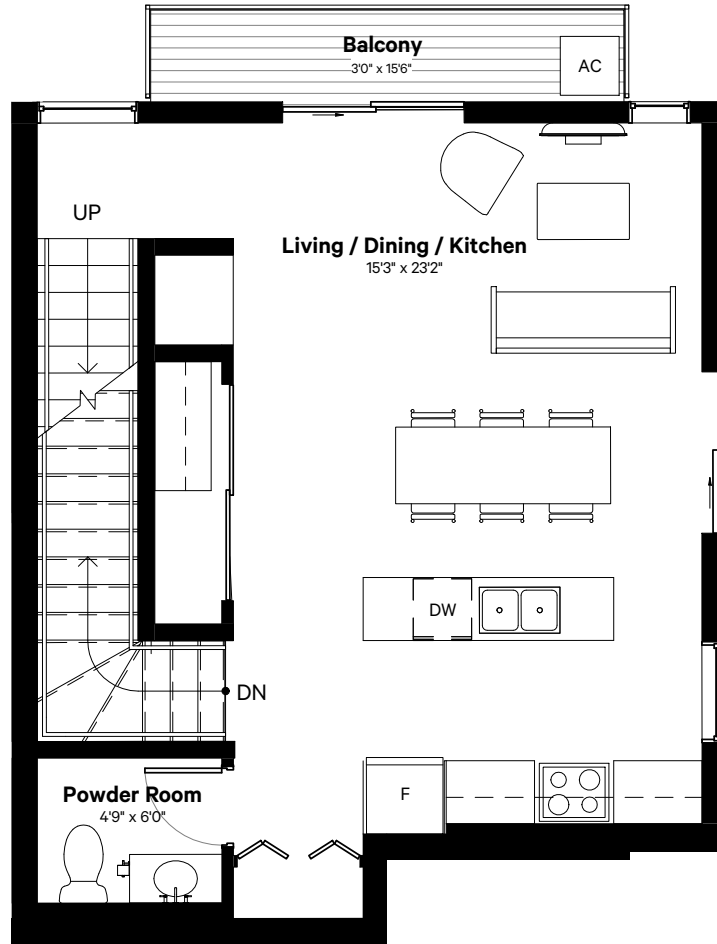 Balcony
3'0" x 15'6"
AC
UP
Living / Dining / Kitchen
15'3" x 23'2"
DW
DN
Powder Room
4'9" x 6'0"
F